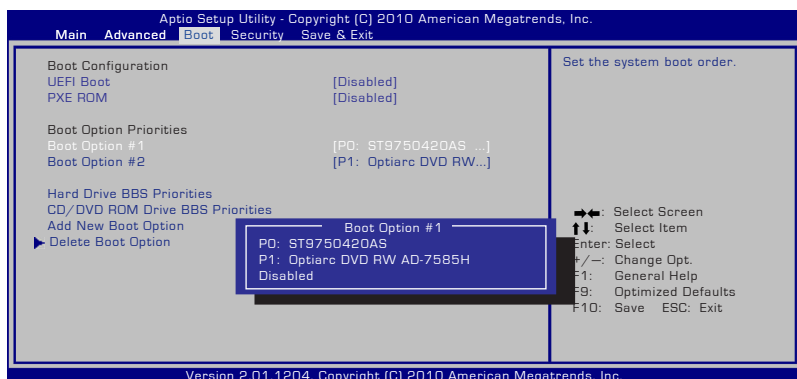 Aptio Setup Utility - Copyright (C) 2010 American Megatrends, Inc.
Main Advanced Boot Security Save & Exit
Boot Configuration
UEFI Boot [Disabled]
PXE ROM [Disabled]
Boot Option Priorities
Boot Option #1 [P0: ST9750420AS ...]
Boot Option #2 [P1: Optiarc DVD RW...]
Hard Drive BBS Priorities
CD/DVD ROM Drive BBS Priorities
Add New Boot Option
Delete Boot Option
Boot Option #1
P0: ST9750420AS
P1: Optiarc DVD RW AD-7585H
Disabled
Set the system boot order.
→←: Select Screen
↑↓: Select Item
Enter: Select
+/—: Change Opt.
F1: General Help
F9: Optimized Defaults
F10: Save ESC: Exit
Version 2.01.1204. Copyright (C) 2010 American Megatrends, Inc.